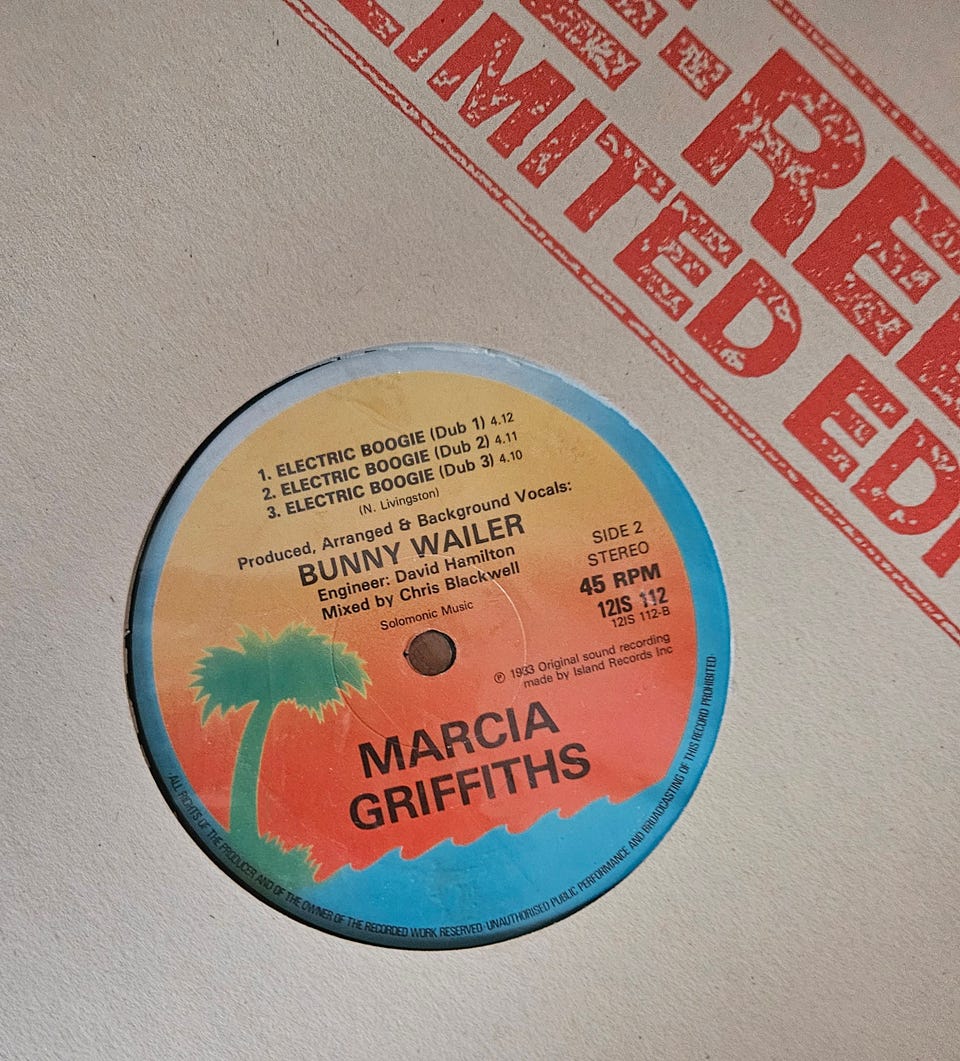 E-RE
LIMITED EDI
1. ELECTRIC BOOGIE (Dub 1) 4.12
2. ELECTRIC BOOGIE (Dub 2) 4.11
3. ELECTRIC BOOGIE (Dub 3) 4.10
(N. Livingston)
Produced, Arranged & Background Vocals:
BUNNY WAILER
Engineer: David Hamilton
Mixed by Chris Blackwell
Solomonic Music
SIDE 2
STEREO
45 RPM
12IS 112
12IS 112-B
℗ 1983 Original sound recording
made by Island Records Inc
MARCIA
GRIFFITHS
·ALL RIGHTS OF THE PRODUCER AND OF THE OWNER OF THE RECORDED WORK RESERVED·UNAUTHORISED PUBLIC PERFORMANCE AND BROADCASTING OF THIS RECORD PROHIBITED·